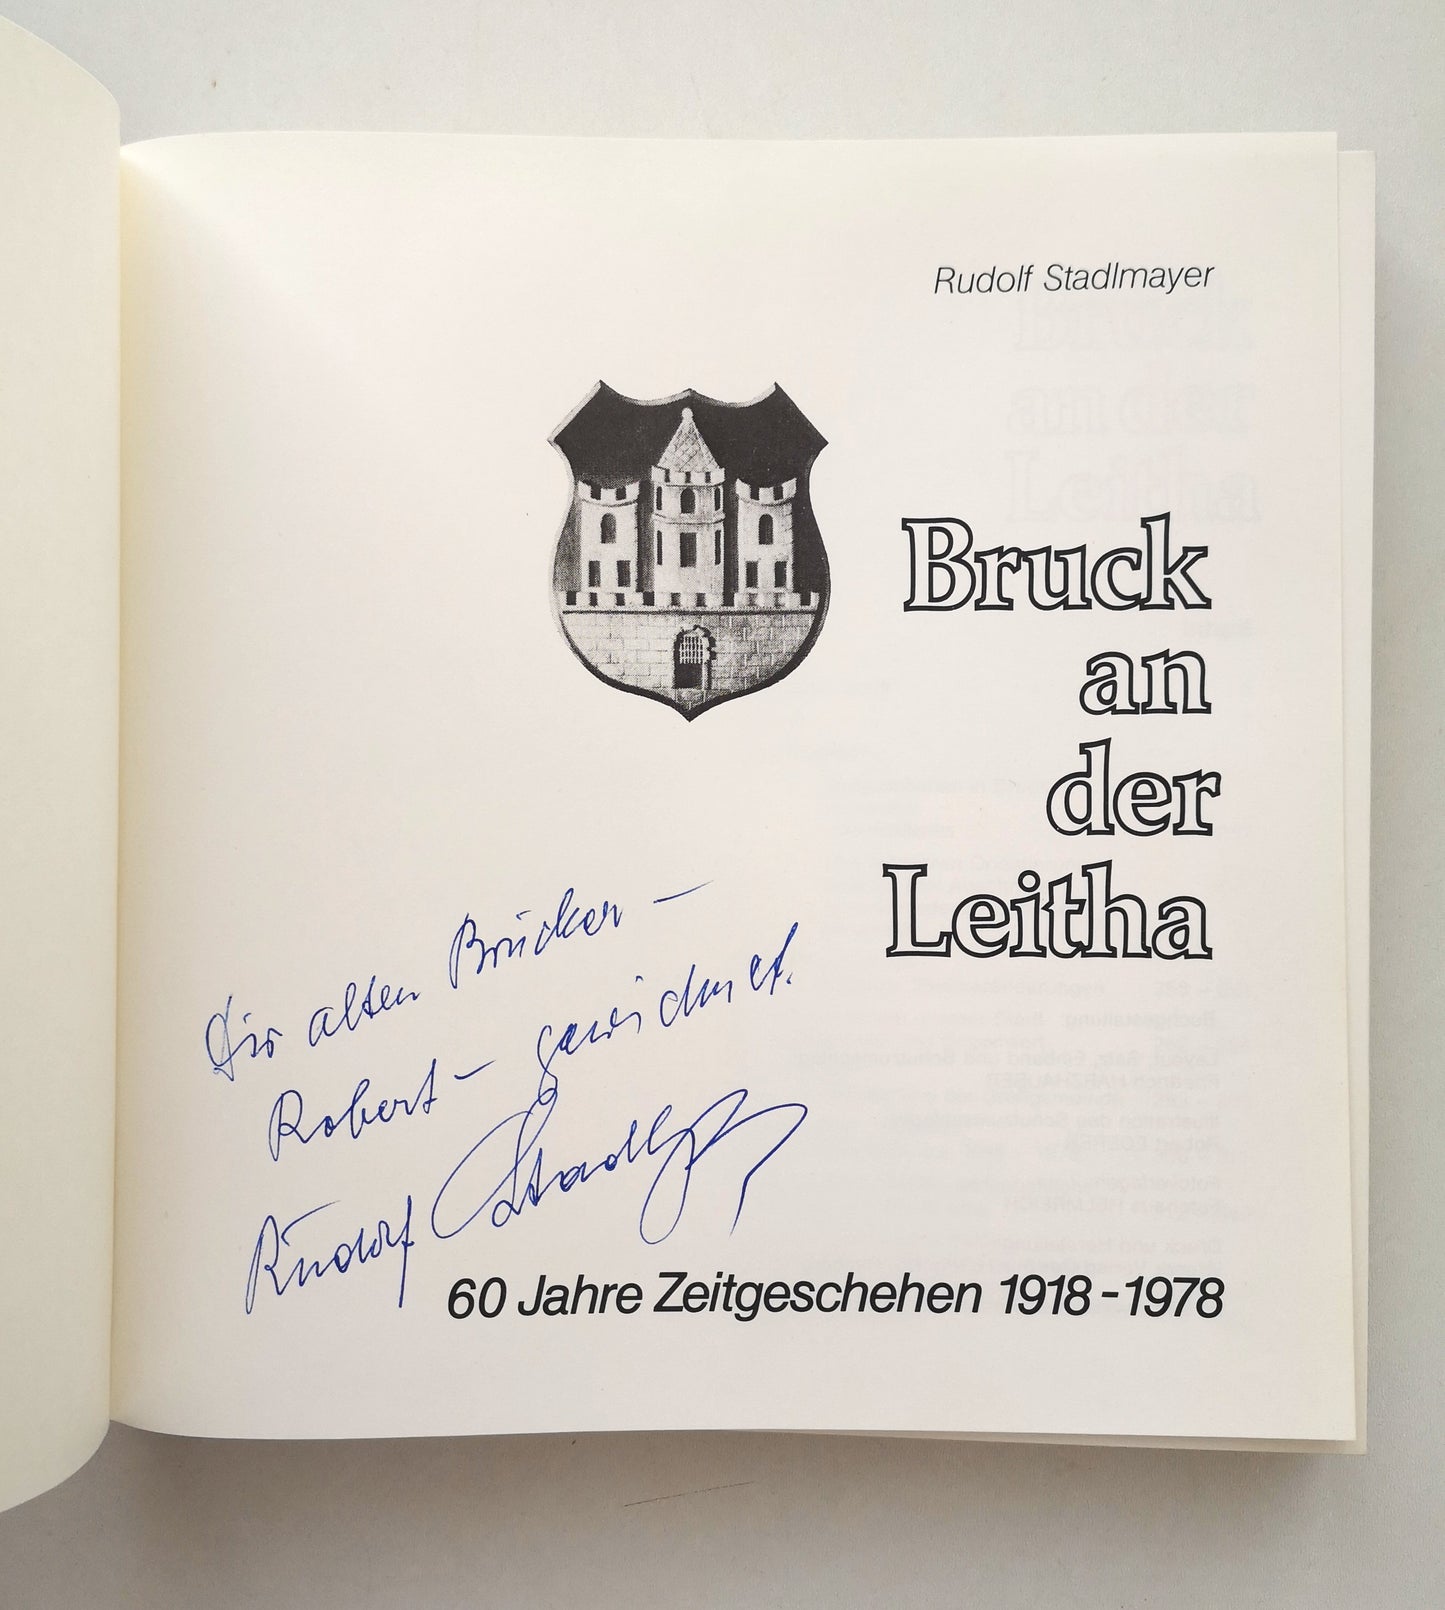 Rudolf Stadlmayer
Bruck
an
der
Leitha
Dir alten Brucker –
Robert – gewidmet.
Rudolf Stadlmayer
60 Jahre Zeitgeschehen 1918-1978